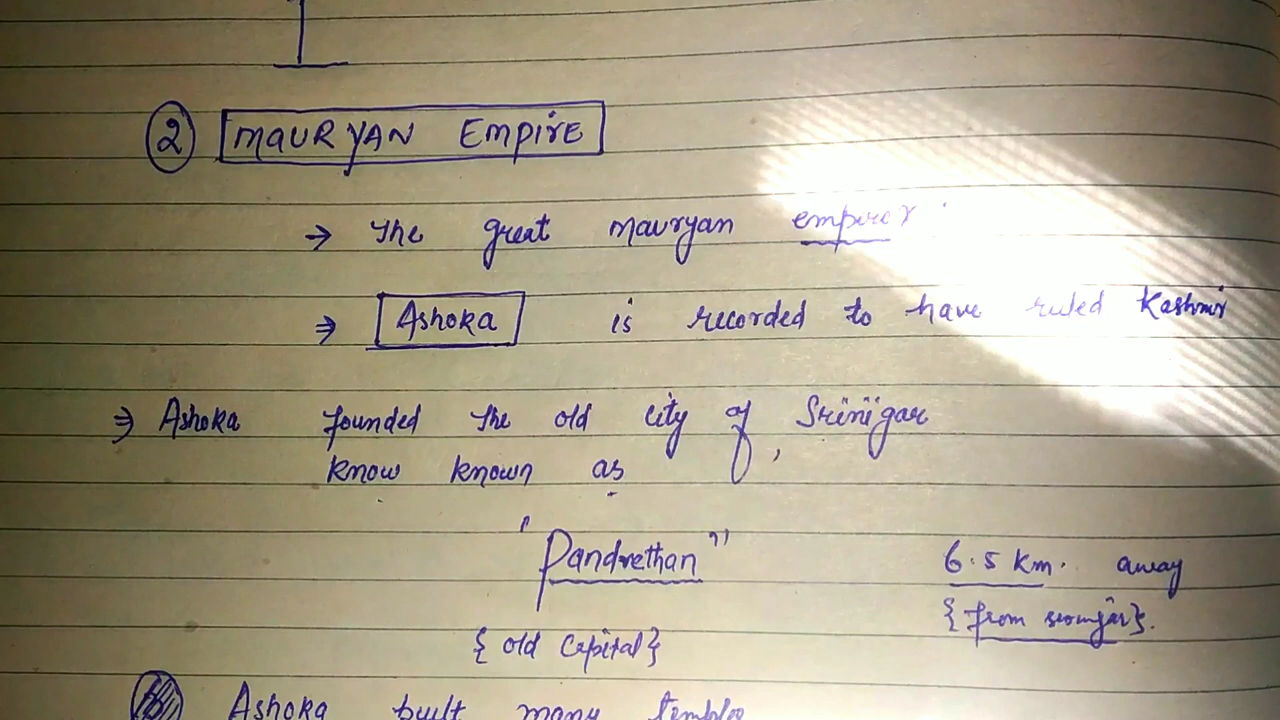 ② MAURYAN EMPIRE
→ The great mauryan emperor
⇒ Ashoka is recorded to have ruled Kashmir
⇒ Ashoka founded the old city of Srinigar,
know known as
'Pandrethan" 6.5 km. away
{ old capital } { from
Ashoka built many temples